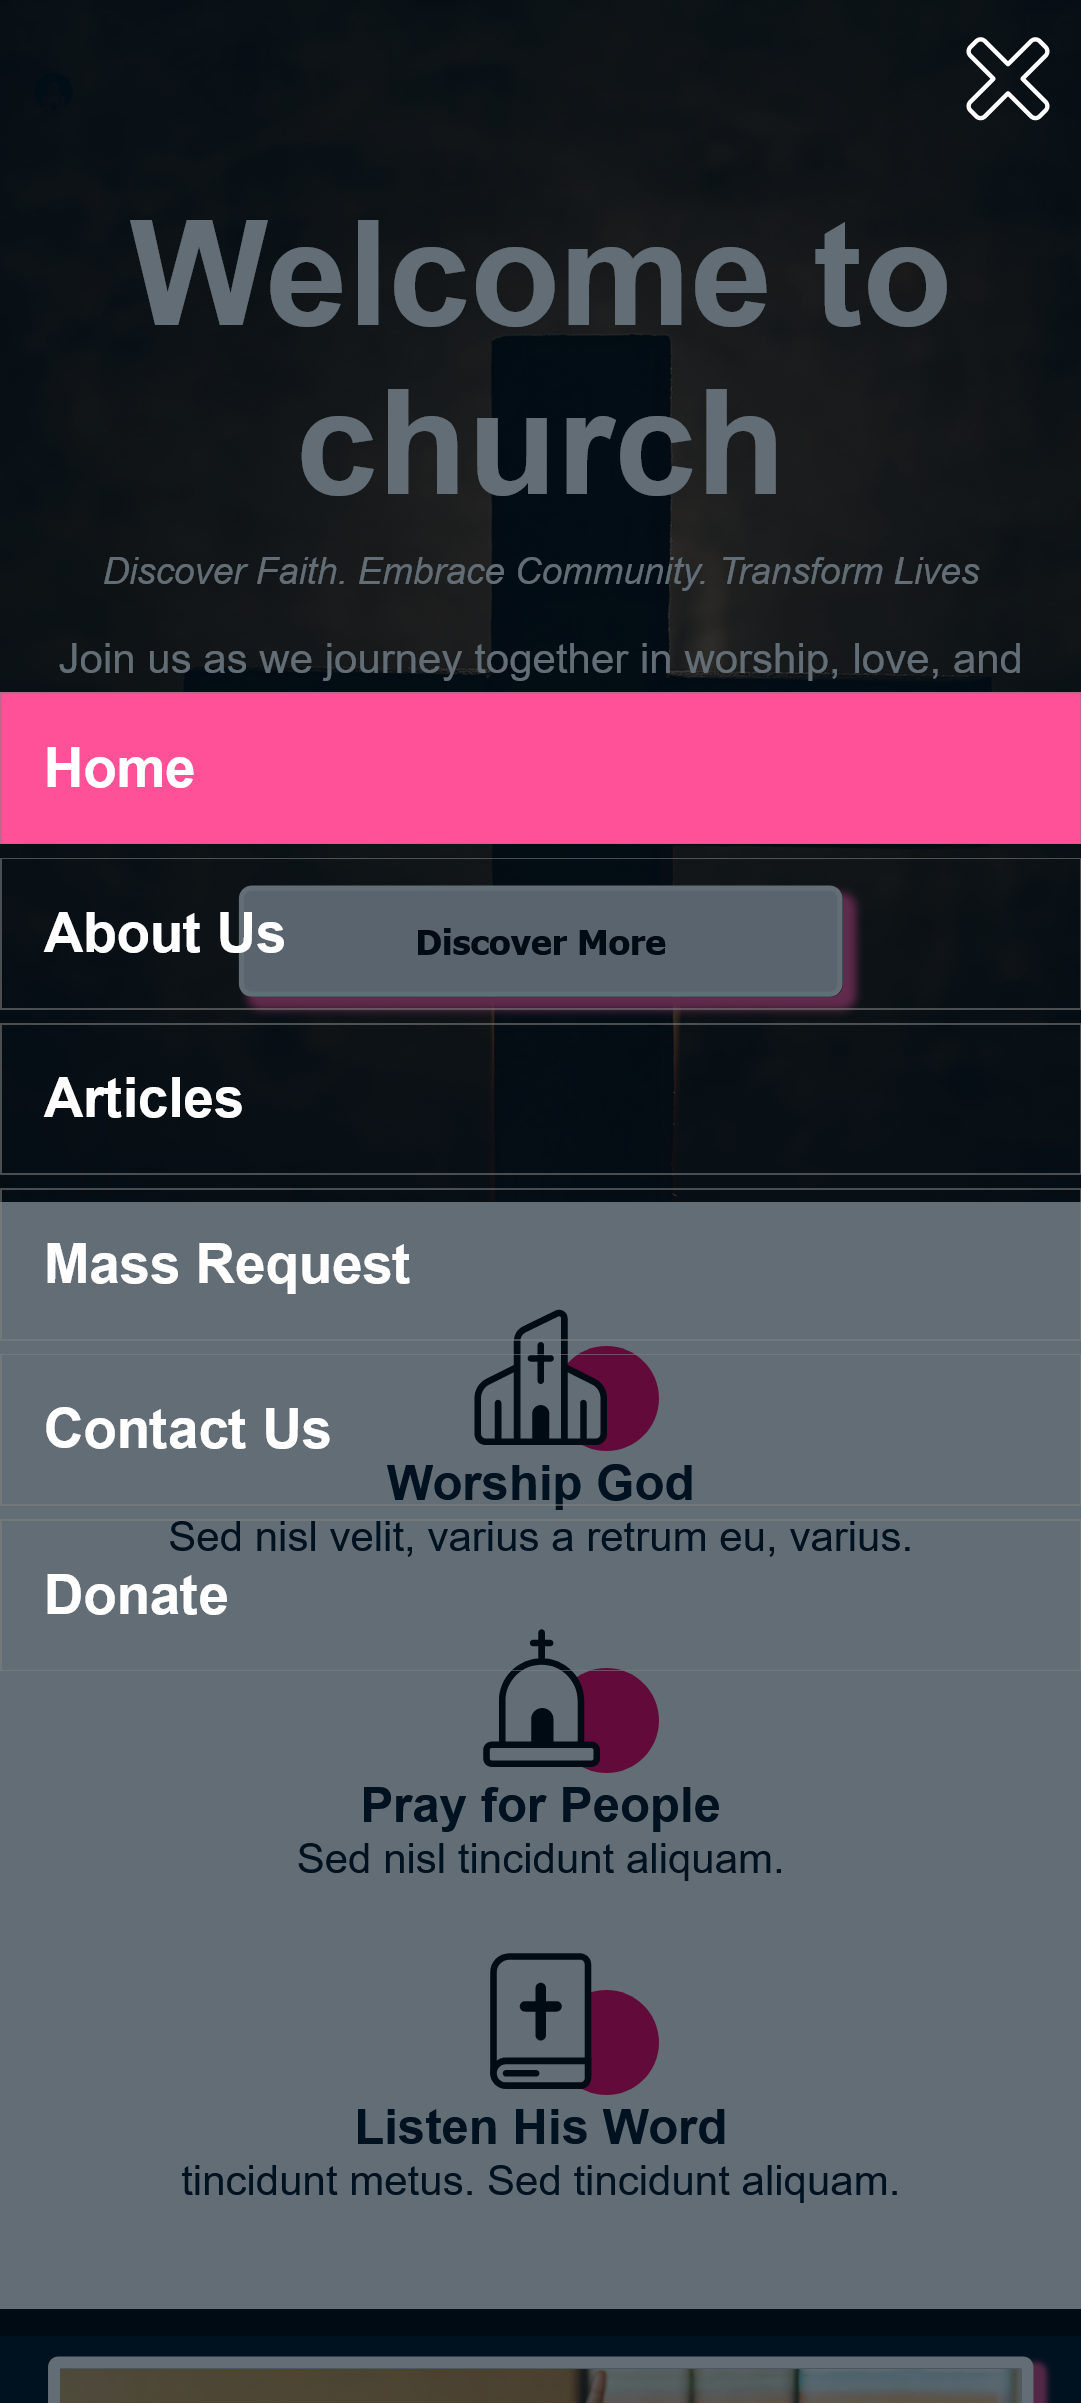 Welcome to
church
Discover Faith. Embrace Community. Transform Lives
Join us as we journey together in worship, love, and
Home
About Us
Discover More
Articles
Mass Request
Contact Us
Worship God
Sed nisl velit, varius a retrum eu, varius.
Donate
Pray for People
Sed nisl tincidunt aliquam.
Listen His Word
tincidunt metus. Sed tincidunt aliquam.